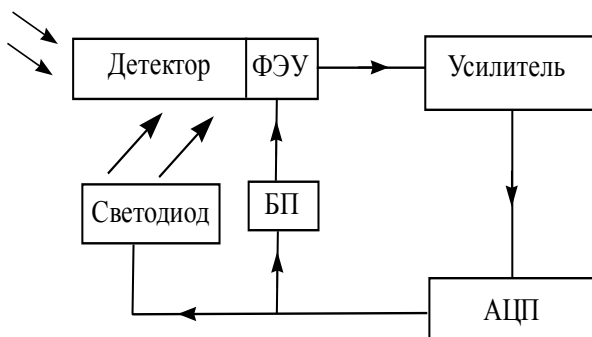 Детектор
ФЭУ
Усилитель
Светодиод
БП
АЦП